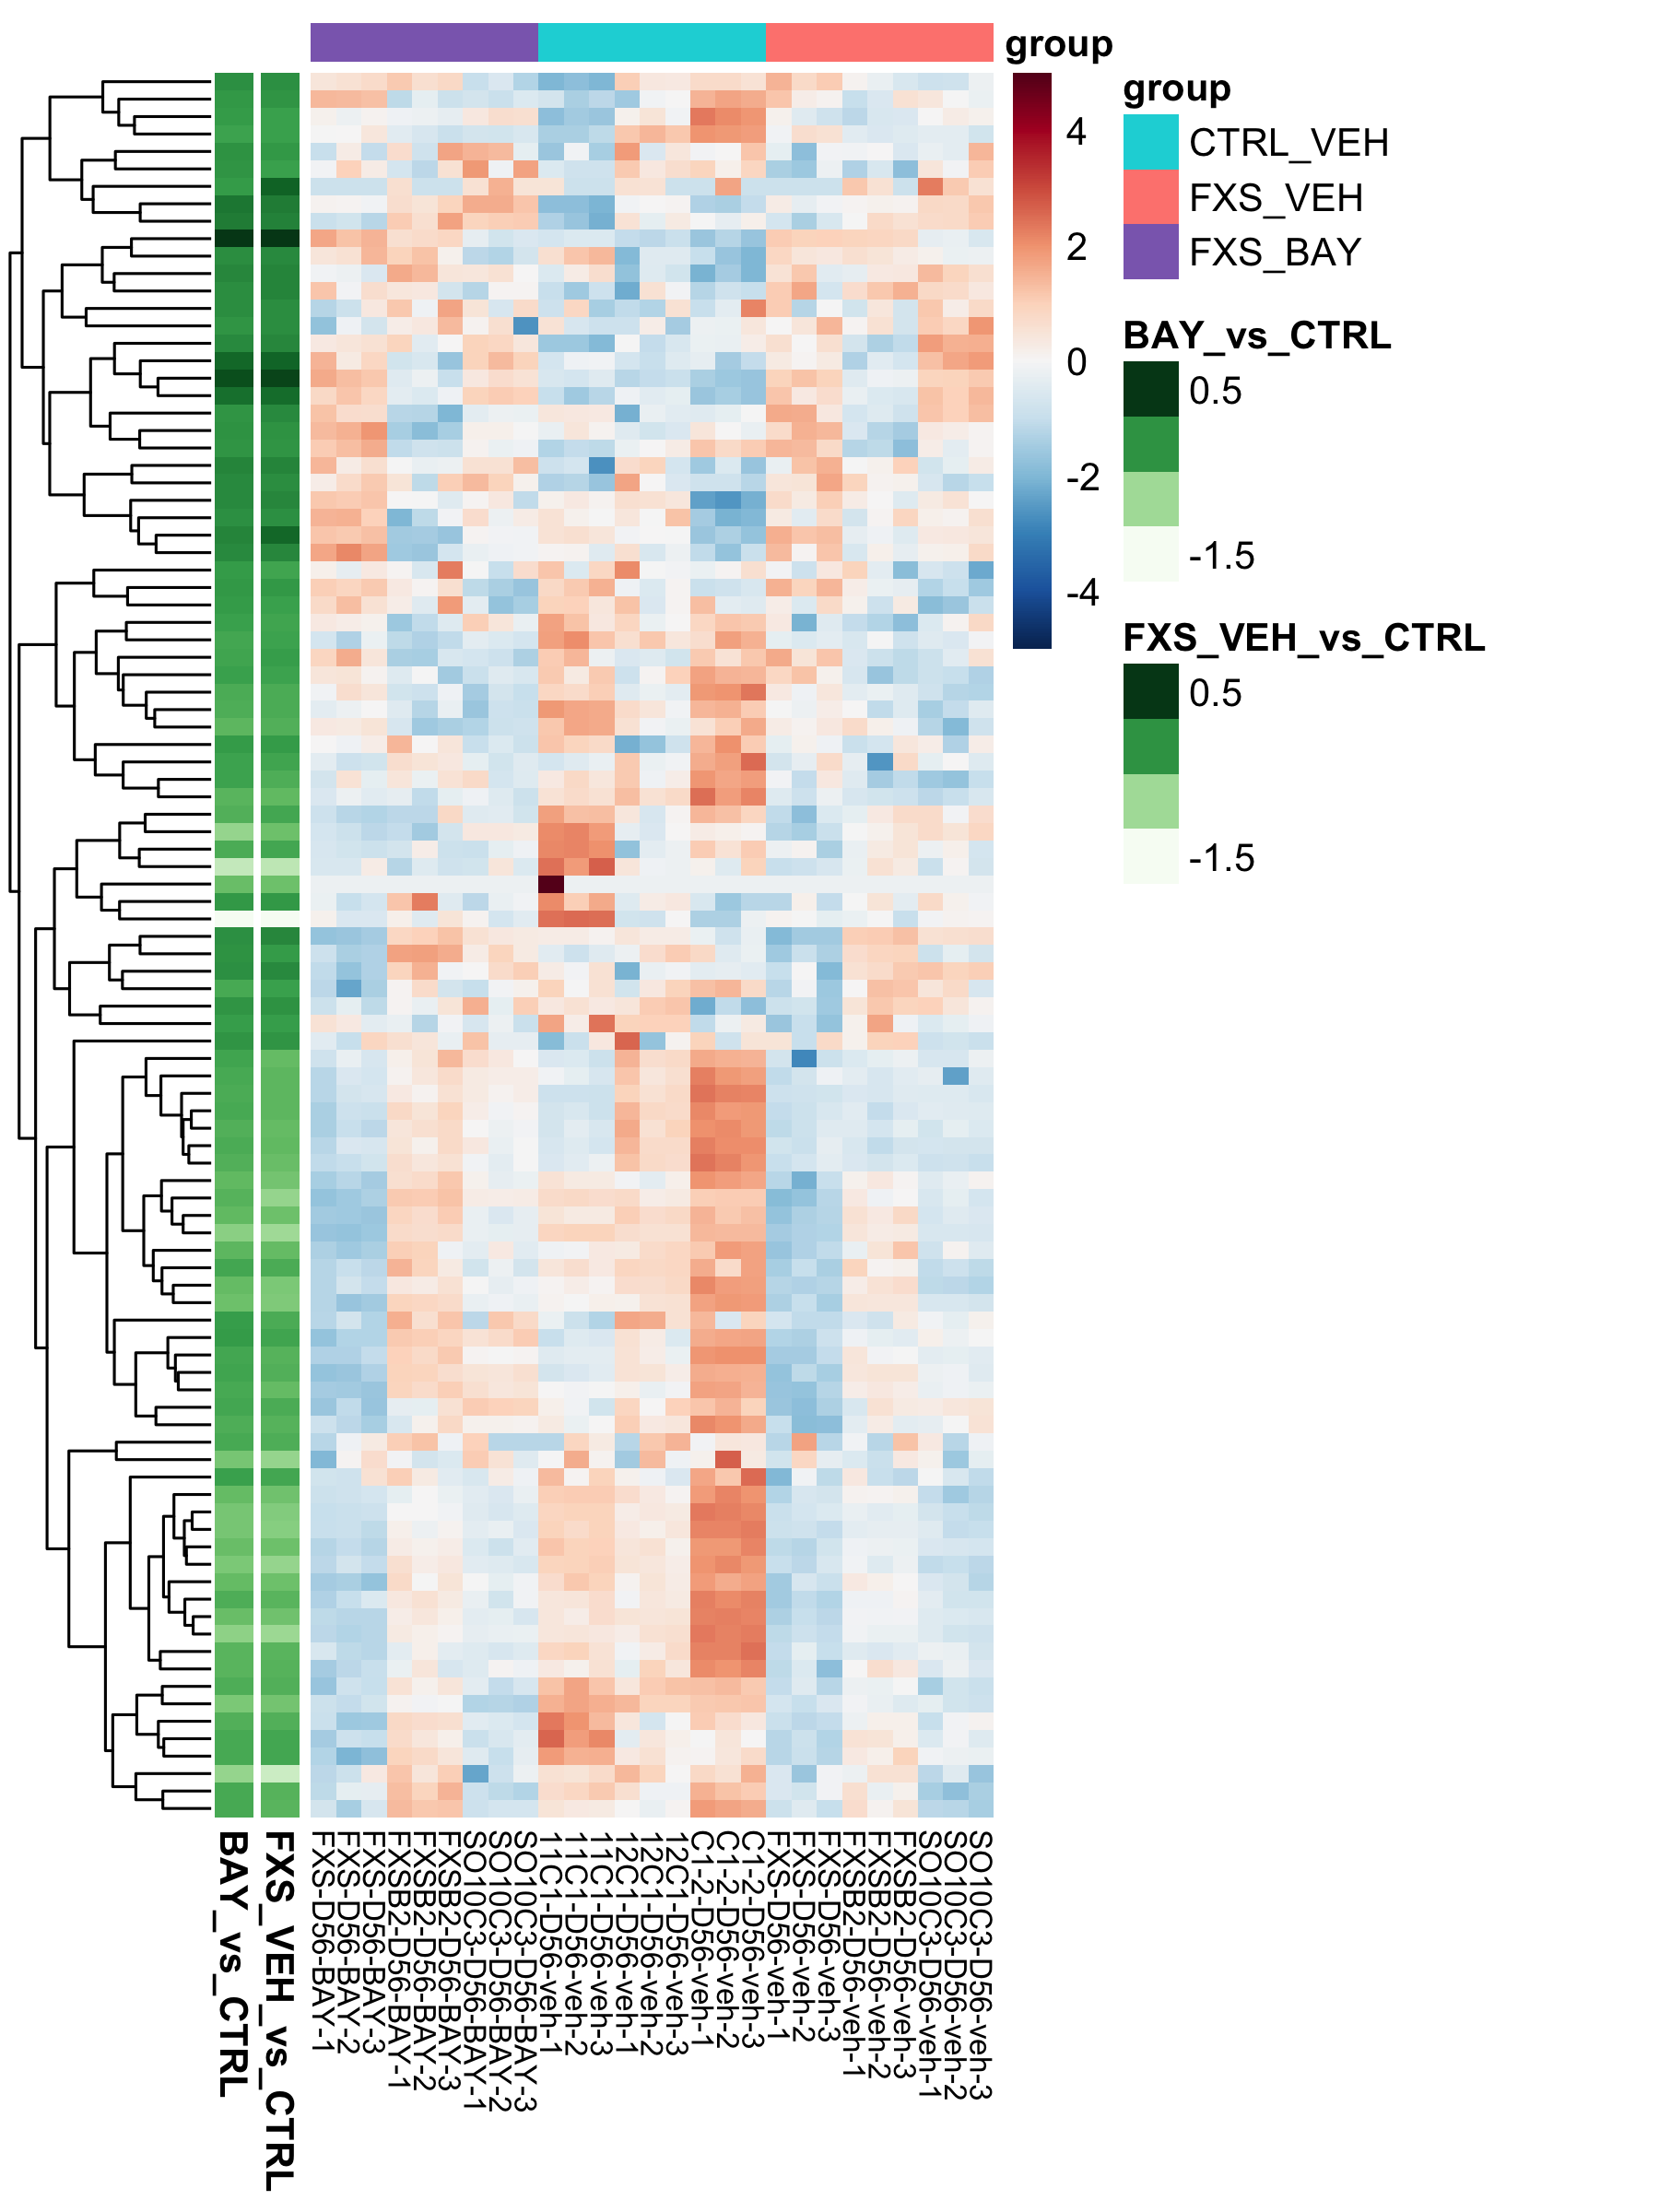 group
4
2
0
-2
-4
group
CTRL_VEH
FXS_VEH
FXS_BAY
BAY_vs_CTRL
0.5
-1.5
FXS_VEH_vs_CTRL
0.5
-1.5
BAY_vs_CTRL
FXS_VEH_vs_CTRL
FXS-D56-BAY-1
FXS-D56-BAY-2
FXS-D56-BAY-3
FXSB2-D56-BAY-1
FXSB2-D56-BAY-2
FXSB2-D56-BAY-3
SO10C3-D56-BAY-1
SO10C3-D56-BAY-2
SO10C3-D56-BAY-3
11C1-D56-veh-1
11C1-D56-veh-2
11C1-D56-veh-3
12C1-D56-veh-1
12C1-D56-veh-2
12C1-D56-veh-3
C1-2-D56-veh-1
C1-2-D56-veh-2
C1-2-D56-veh-3
FXS-D56-veh-1
FXS-D56-veh-2
FXS-D56-veh-3
FXSB2-D56-veh-1
FXSB2-D56-veh-2
FXSB2-D56-veh-3
SO10C3-D56-veh-1
SO10C3-D56-veh-2
SO10C3-D56-veh-3